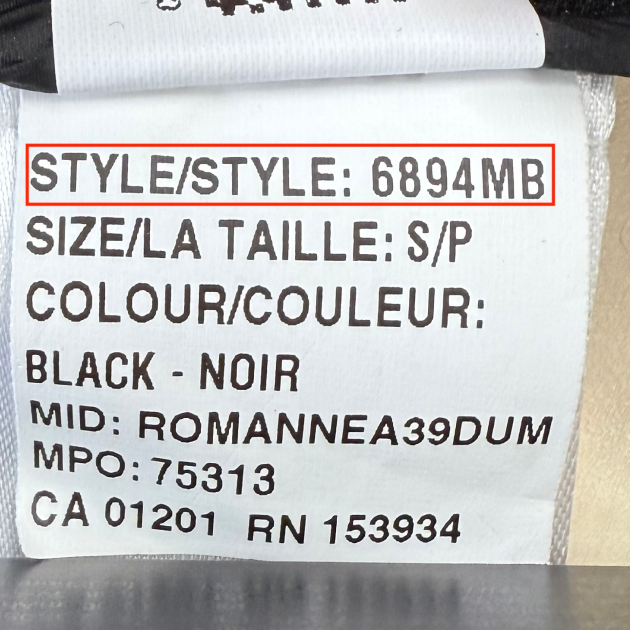 STYLE/STYLE: 6894MB
SIZE/LA TAILLE: S/P
COLOUR/COULEUR:
BLACK - NOIR
MID: ROMANNEA39DUM
MPO: 75313
CA 01201 RN 153934